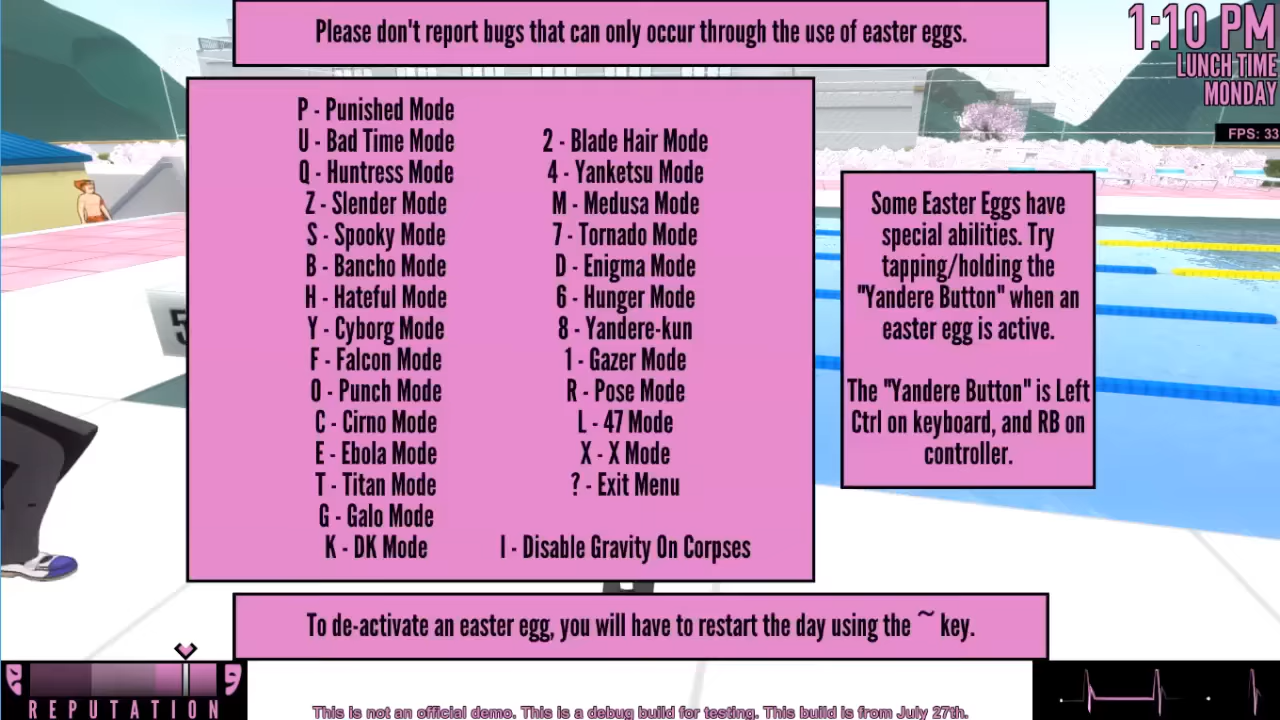 Please don't report bugs that can only occur through the use of easter eggs.
1:10 PM
LUNCH TIME
MONDAY
FPS: 33
P - Punished Mode
U - Bad Time Mode
Q - Huntress Mode
Z - Slender Mode
S - Spooky Mode
B - Bancho Mode
H - Hateful Mode
Y - Cyborg Mode
F - Falcon Mode
O - Punch Mode
C - Cirno Mode
E - Ebola Mode
T - Titan Mode
G - Galo Mode
K - DK Mode
2 - Blade Hair Mode
4 - Yanketsu Mode
M - Medusa Mode
7 - Tornado Mode
D - Enigma Mode
6 - Hunger Mode
8 - Yandere-kun
1 - Gazer Mode
R - Pose Mode
L - 47 Mode
X - X Mode
? - Exit Menu
I - Disable Gravity On Corpses
Some Easter Eggs have
special abilities. Try
tapping/holding the
"Yandere Button" when an
easter egg is active.
The "Yandere Button" is Left
Ctrl on keyboard, and RB on
controller.
5
To de-activate an easter egg, you will have to restart the day using the ~ key.
REPUTATION
This is not an official demo. This is a debug build for testing. This build is from July 27th.